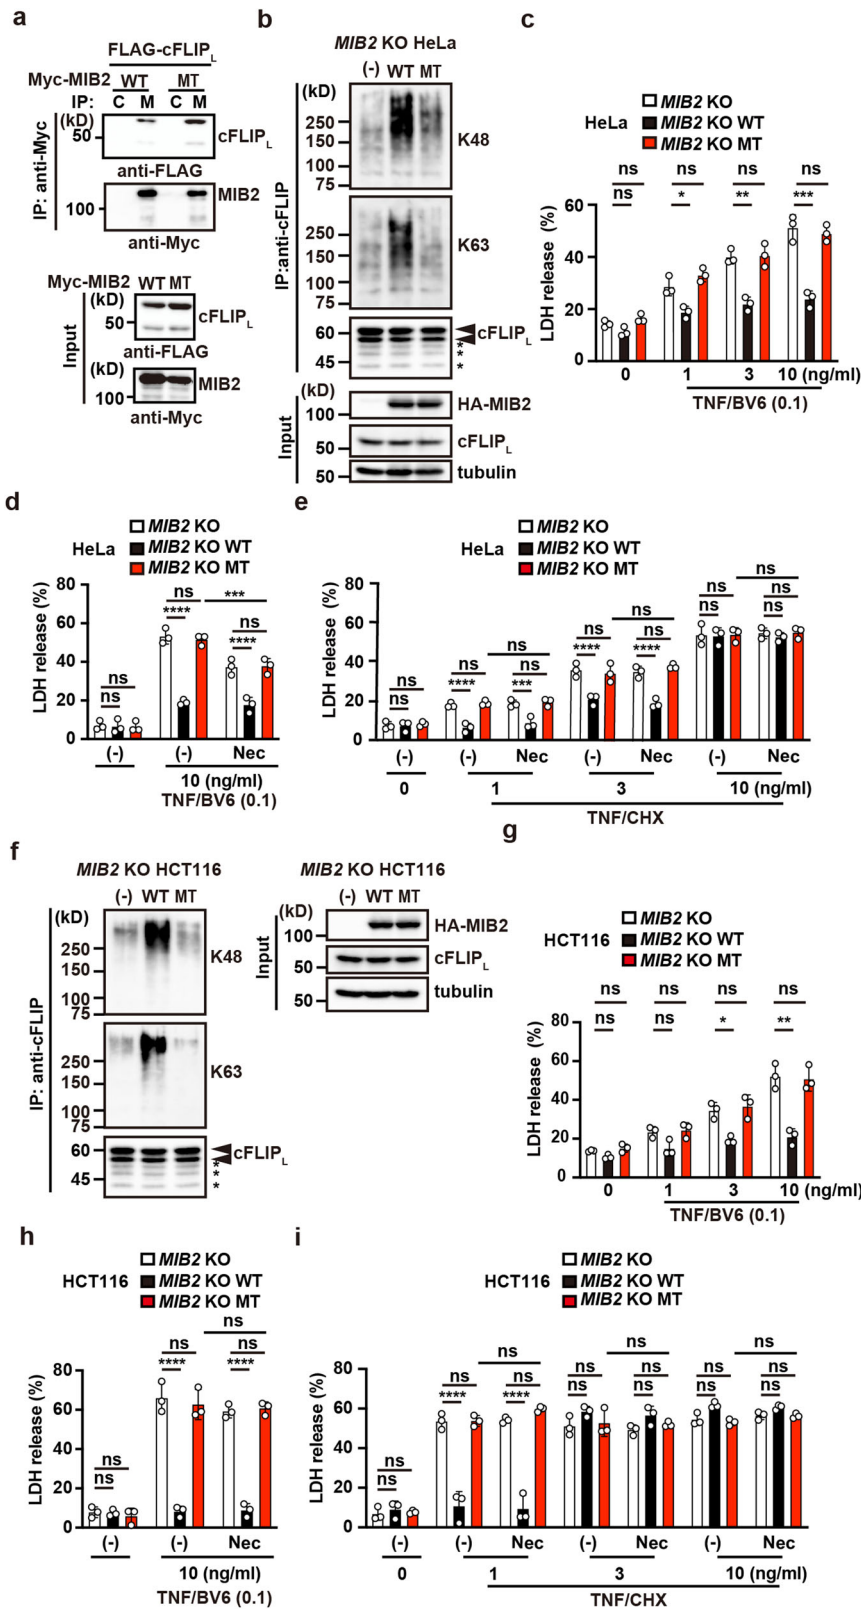 a
FLAG-cFLIPL
Myc-MIB2 WT MT
IP: C M C M
(kD)
50
cFLIPL
anti-FLAG
MIB2
100
anti-Myc
IP: anti-Myc
Myc-MIB2 WT MT
(kD)
50
cFLIPL
anti-FLAG
(kD)
MIB2
100
anti-Myc
Input
b
MIB2 KO HeLa
(-) WT MT
(kD)
250
150
100
75
K48
250
150
100
75
K63
60
45
cFLIPL
*
*
*
IP:anti-cFLIP
100
HA-MIB2
50
cFLIPL
50
tubulin
Input
c
MIB2 KO
HeLa MIB2 KO WT
MIB2 KO MT
ns ns ns ns
ns * ** ***
LDH release (%)
60
40
20
0
0 1 3 10 (ng/ml)
TNF/BV6 (0.1)
d
MIB2 KO
HeLa MIB2 KO WT
MIB2 KO MT
ns ***
**** ns
****
ns
ns
LDH release (%)
80
60
40
20
0
(-) (-) Nec
10 (ng/ml)
TNF/BV6 (0.1)
e
MIB2 KO
HeLa MIB2 KO WT
MIB2 KO MT
ns
ns ns
ns ns
ns ns ns
**** ****
ns
ns ns
**** ***
ns
ns
LDH release (%)
80
60
40
20
0
(-) (-) Nec (-) Nec (-) Nec
0 1 3 10 (ng/ml)
TNF/CHX
f
MIB2 KO HCT116
(-) WT MT
(kD)
250
150
100
75
K48
250
150
100
75
K63
60
45
cFLIPL
*
*
*
IP: anti-cFLIP
MIB2 KO HCT116
(-) WT MT
(kD)
100
HA-MIB2
50
cFLIPL
50
tubulin
Input
g
MIB2 KO
HCT116 MIB2 KO WT
MIB2 KO MT
ns ns ns ns
ns ns * **
LDH release (%)
80
60
40
20
0
0 1 3 10 (ng/ml)
TNF/BV6 (0.1)
h
MIB2 KO
HCT116 MIB2 KO WT
MIB2 KO MT
ns
ns ns
**** ****
ns
ns
LDH release (%)
80
60
40
20
0
(-) (-) Nec
10 (ng/ml)
TNF/BV6 (0.1)
i
MIB2 KO
HCT116 MIB2 KO WT
MIB2 KO MT
ns ns ns
ns ns ns ns ns ns
**** **** ns ns ns ns
ns
ns
LDH release (%)
80
60
40
20
0
(-) (-) Nec (-) Nec (-) Nec
0 1 3 10 (ng/ml)
TNF/CHX